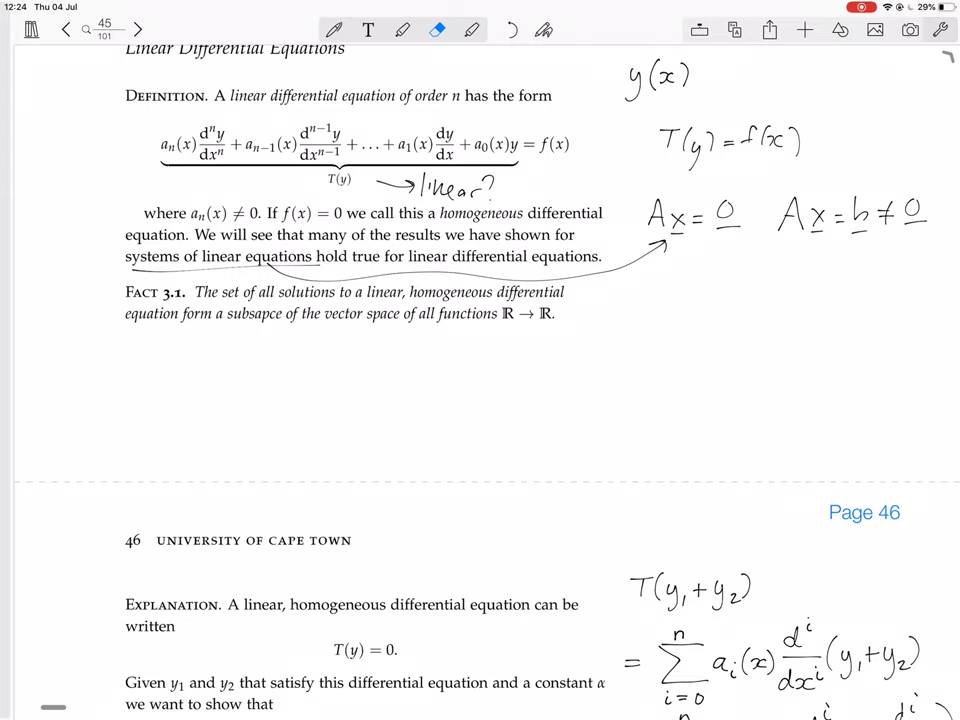 12:24 Thu 04 Jul
29%
45
101
T
Linear Differential Equations
y(x)
DEFINITION. A linear differential equation of order n has the form
T(y) = f(x)
aₙ(x) dⁿy/dxⁿ + aₙ₋₁(x) dⁿ⁻¹y/dxⁿ⁻¹ + . . . + a₁(x) dy/dx + a₀(x)y = f(x)
T(y)
linear?
where aₙ(x) ≠ 0. If f(x) = 0 we call this a homogeneous differential
equation. We will see that many of the results we have shown for
systems of linear equations hold true for linear differential equations.
Ax = 0 Ax = b ≠ 0
FACT 3.1. The set of all solutions to a linear, homogeneous differential
equation form a subsapce of the vector space of all functions ℝ → ℝ.
Page 46
46 UNIVERSITY OF CAPE TOWN
T(y₁ + y₂)
EXPLANATION. A linear, homogeneous differential equation can be
written
T(y) = 0.
= n ∑ i=0 aᵢ(x) dⁱ/dxⁱ (y₁ + y₂)
Given y₁ and y₂ that satisfy this differential equation and a constant α
we want to show that